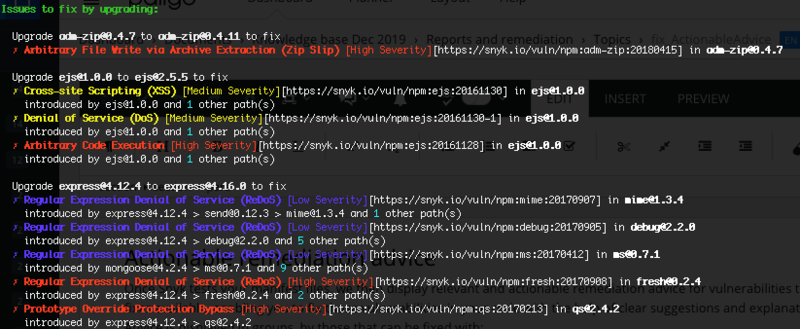 Issues to fix by upgrading:
Upgrade adm-zip@0.4.7 to adm-zip@0.4.11 to fix
✗ Arbitrary File Write via Archive Extraction (Zip Slip) [High Severity][https://snyk.io/vuln/npm:adm-zip:20180415] in adm-zip@0.4.7
Upgrade ejs@1.0.0 to ejs@2.5.5 to fix
✗ Cross-site Scripting (XSS) [Medium Severity][https://snyk.io/vuln/npm:ejs:20161130] in ejs@1.0.0
introduced by ejs@1.0.0 and 1 other path(s)
✗ Denial of Service (DoS) [Medium Severity][https://snyk.io/vuln/npm:ejs:20161130-1] in ejs@1.0.0
introduced by ejs@1.0.0 and 1 other path(s)
✗ Arbitrary Code Execution [High Severity][https://snyk.io/vuln/npm:ejs:20161128] in ejs@1.0.0
introduced by ejs@1.0.0 and 1 other path(s)
Upgrade express@4.12.4 to express@4.16.0 to fix
✗ Regular Expression Denial of Service (ReDoS) [Low Severity][https://snyk.io/vuln/npm:mime:20170907] in mime@1.3.4
introduced by express@4.12.4 > send@0.12.3 > mime@1.3.4 and 1 other path(s)
✗ Regular Expression Denial of Service (ReDoS) [Low Severity][https://snyk.io/vuln/npm:debug:20170905] in debug@2.2.0
introduced by express@4.12.4 > debug@2.2.0 and 5 other path(s)
✗ Regular Expression Denial of Service (ReDoS) [Low Severity][https://snyk.io/vuln/npm:ms:20170412] in ms@0.7.1
introduced by mongoose@4.2.4 > ms@0.7.1 and 9 other path(s)
✗ Regular Expression Denial of Service (ReDoS) [High Severity][https://snyk.io/vuln/npm:fresh:20170908] in fresh@0.2.4
introduced by express@4.12.4 > fresh@0.2.4 and 2 other path(s)
✗ Prototype Override Protection Bypass [High Severity][https://snyk.io/vuln/npm:qs:20170213] in qs@2.4.2
introduced by express@4.12.4 > qs@2.4.2
paligo
Knowledge base Dec 2019 > Reports and remediation > Topics > fix_ActionableAdvice EN
EDIT INSERT PREVIEW